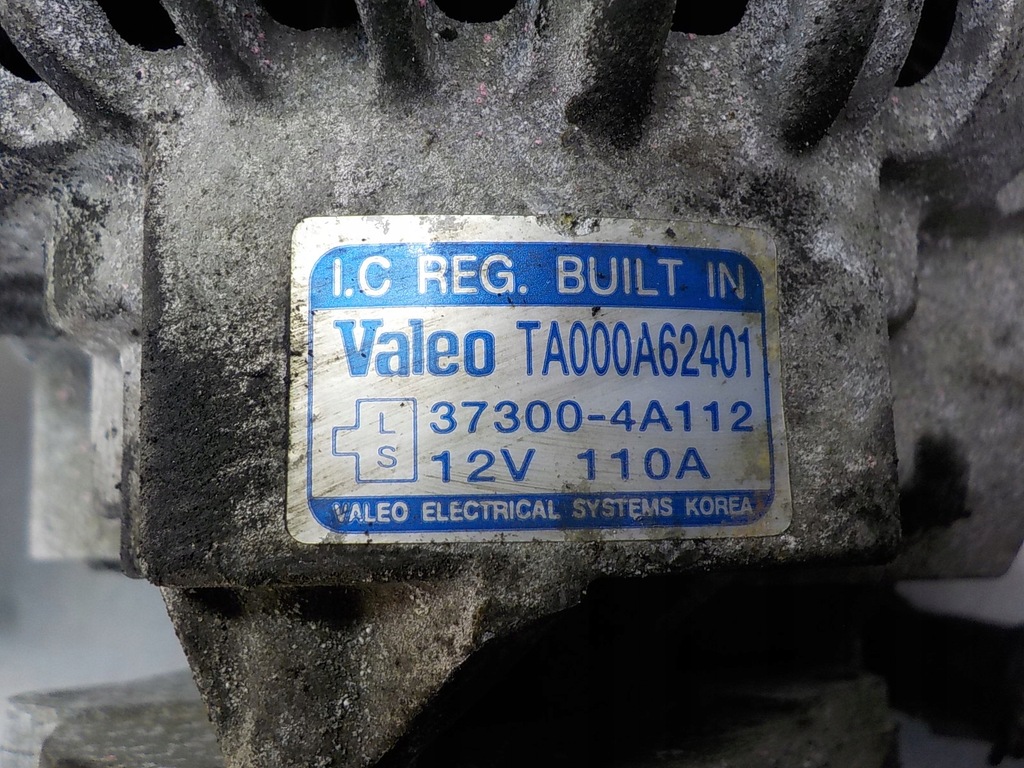 I.C REG. BUILT IN
Valeo TA000A62401
L 37300-4A112
S 12V 110A
VALEO ELECTRICAL SYSTEMS KOREA